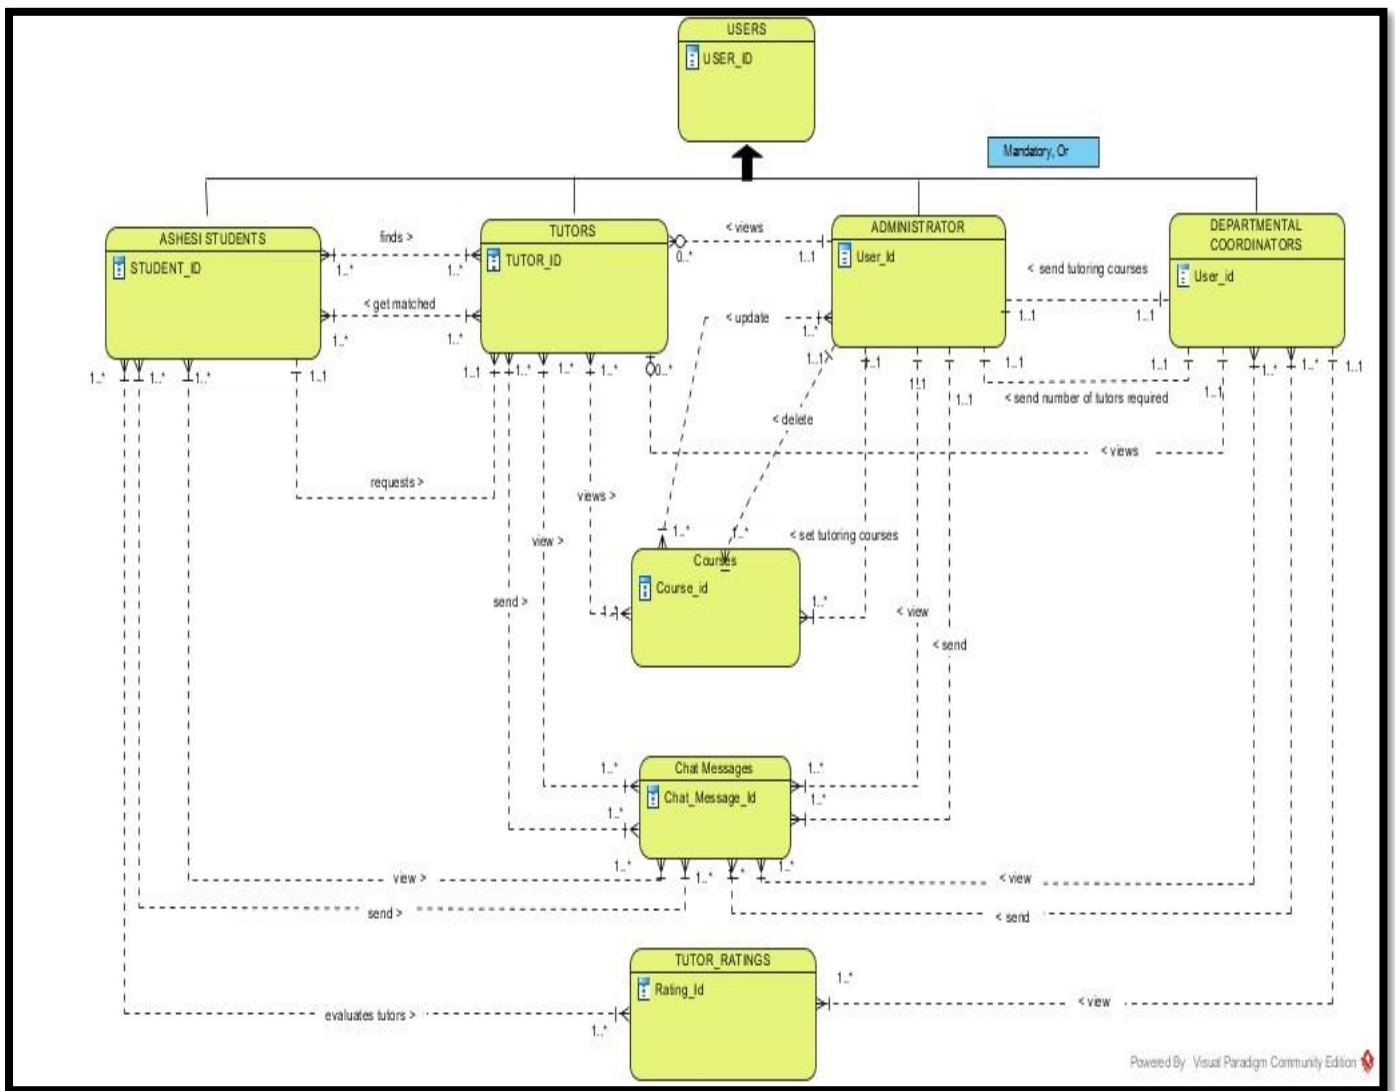 USERS
USER_ID
Mandatory, Or
ASHESI STUDENTS
STUDENT_ID
finds >
1..*
1..*
< get matched
1..*
1..*
TUTORS
TUTOR_ID
< views
0..*
1..1
ADMINISTRATOR
User_Id
< send tutoring courses
1..1
1..1
DEPARTMENTAL
COORDINATORS
User_id
< update
1..*
1..*
1..*
1..*
1..1
1..1
1..*
1..*
1..*
0..*
1..1
1..1
1..1
1..1
1..1
1..1
1..1
1..*
1..*
1..1
< send number of tutors required
< delete
< views
requests >
views >
1..*
1..*
< set tutoring courses
view >
Courses
Course_id
send >
1..1
1..*
< view
< send
Chat Messages
Chat_Message_Id
1..*
1..*
1..*
1..*
1..*
1..*
1..*
view >
< view
send >
< send
TUTOR_RATINGS
Rating_Id
1..*
< view
evaluates tutors >
1..*
Powered By Visual Paradigm Community Edition